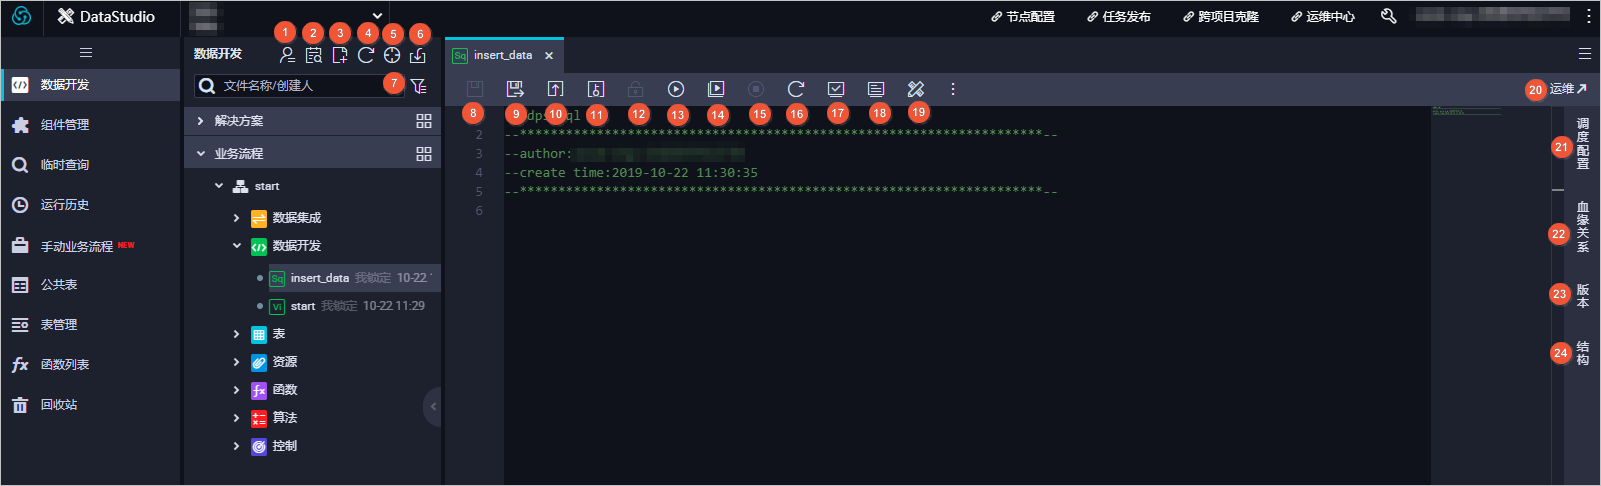 DataStudio
节点配置
任务发布
跨项目克隆
运维中心
数据开发
1
2
3
4
5
6
insert_data
数据开发
组件管理
临时查询
运行历史
手动业务流程 NEW
公共表
表管理
函数列表
回收站
文件名称/创建人
7
解决方案
业务流程
start
数据集成
数据开发
Sq insert_data 我锁定 10-22
VI start 我锁定 10-22 11:29
表
资源
函数
算法
控制
Sq
8
9
10
11
12
13
14
15
16
17
18
19
20 运维
2 --********************************************************************--
3 --author:
4 --create time:2019-10-22 11:30:35
5 --********************************************************************--
6
21 调度配置
22 血缘关系
23 版本
24 结构